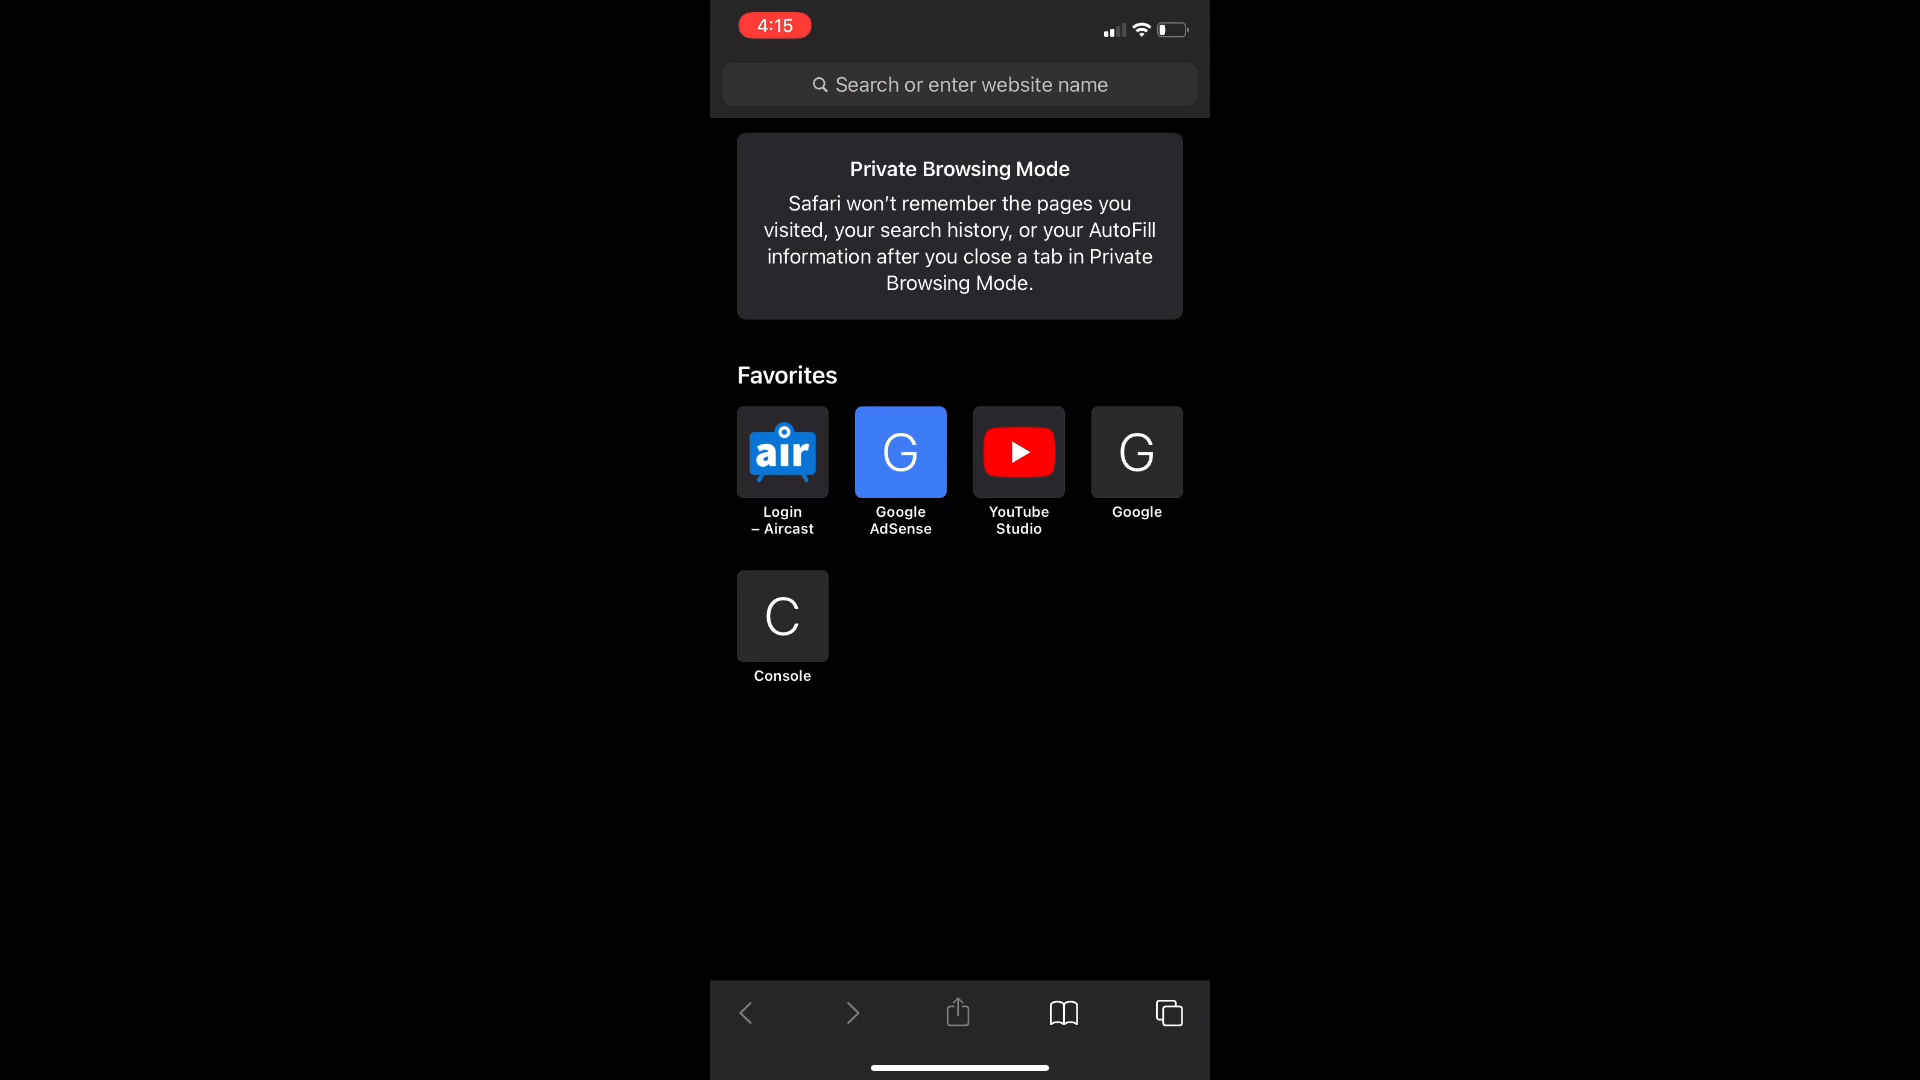 4:15
Search or enter website name
Private Browsing Mode
Safari won’t remember the pages you
visited, your search history, or your AutoFill
information after you close a tab in Private
Browsing Mode.
Favorites
air
G
G
Login
– Aircast
Google
AdSense
YouTube
Studio
Google
C
Console